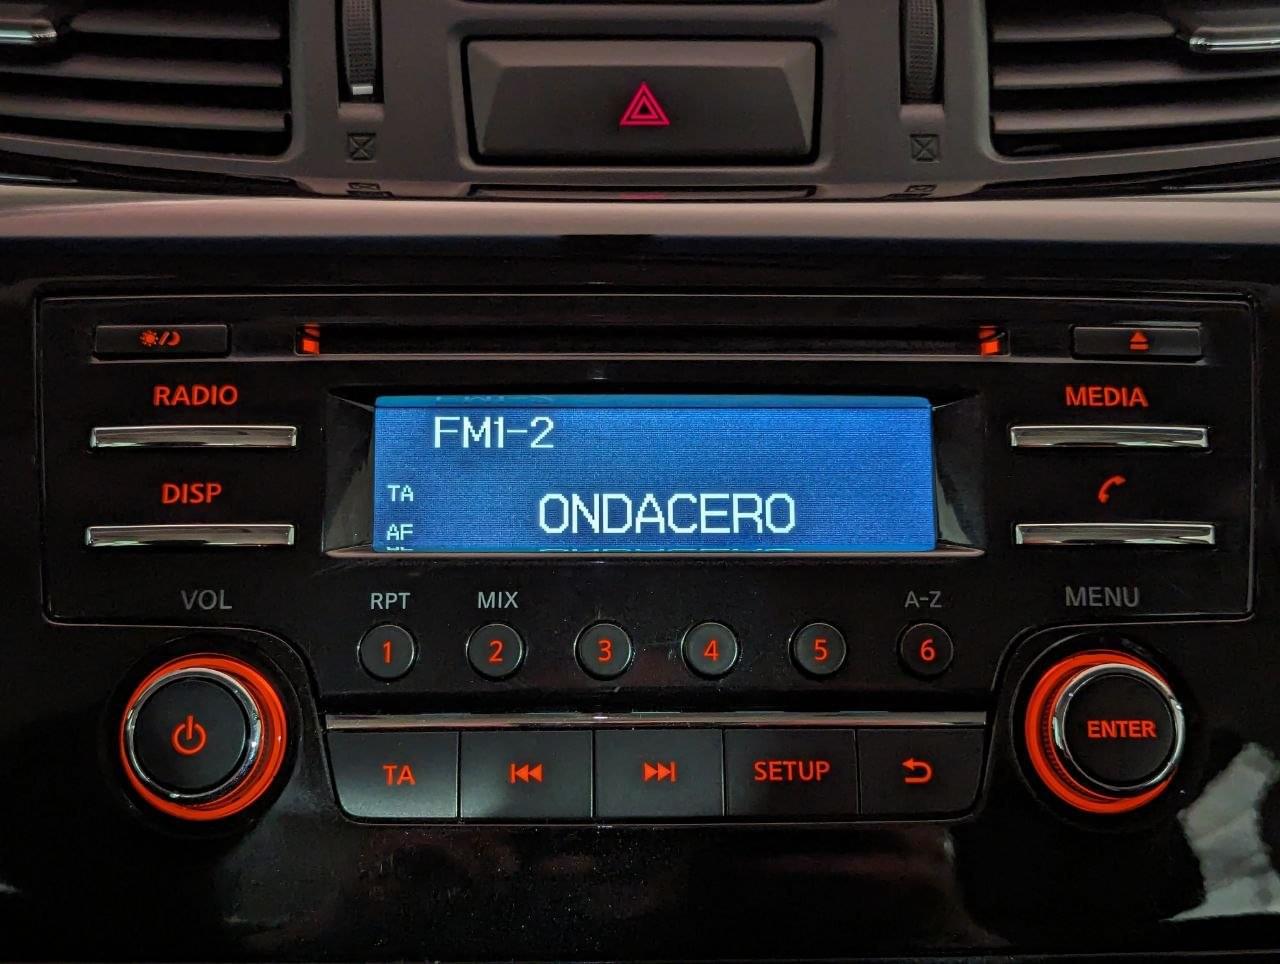 RADIO
MEDIA
FM1-2
DISP
TA
ONDACERO
AF
VOL
RPT
MIX
A-Z
MENU
1 2 3 4 5 6
ENTER
TA
SETUP